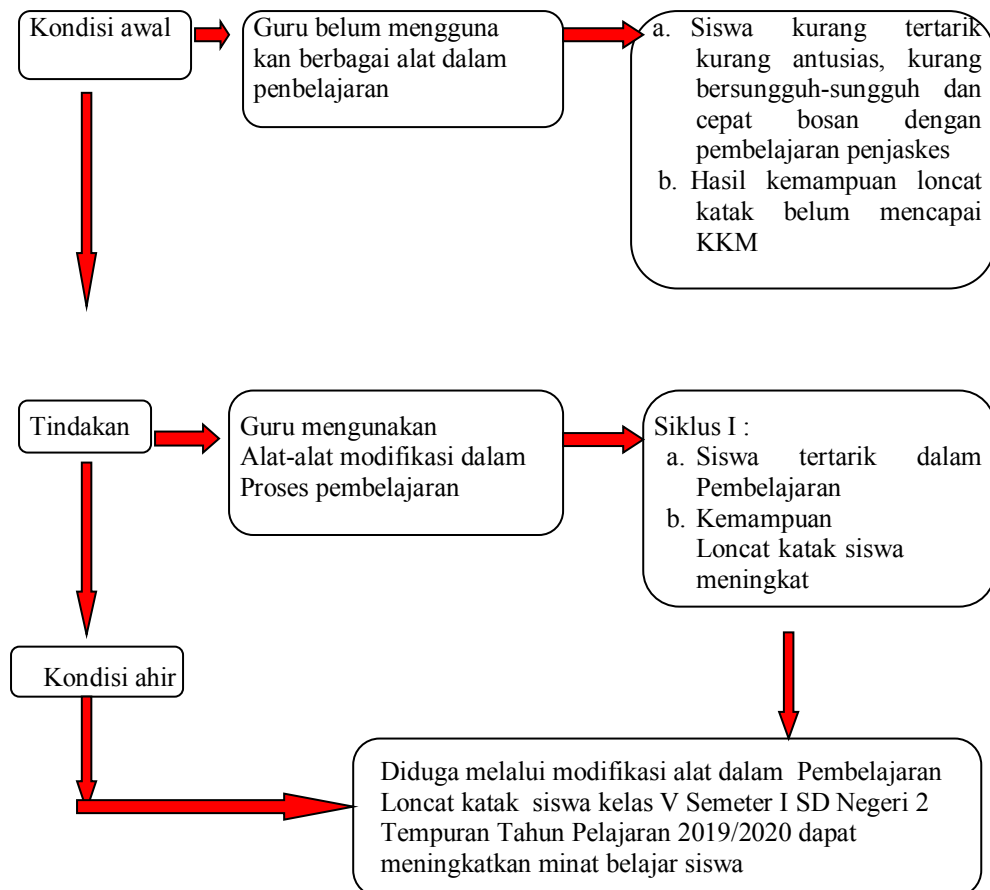 Kondisi awal
Guru belum mengguna
kan berbagai alat dalam
penbelajaran
a. Siswa kurang tertarik
kurang antusias, kurang
bersungguh-sungguh dan
cepat bosan dengan
pembelajaran penjaskes
b. Hasil kemampuan loncat
katak belum mencapai
KKM
Tindakan
Guru mengunakan
Alat-alat modifikasi dalam
Proses pembelajaran
Siklus I :
a. Siswa tertarik dalam
Pembelajaran
b. Kemampuan
Loncat katak siswa
meningkat
Kondisi ahir
Diduga melalui modifikasi alat dalam Pembelajaran
Loncat katak siswa kelas V Semeter I SD Negeri 2
Tempuran Tahun Pelajaran 2019/2020 dapat
meningkatkan minat belajar siswa